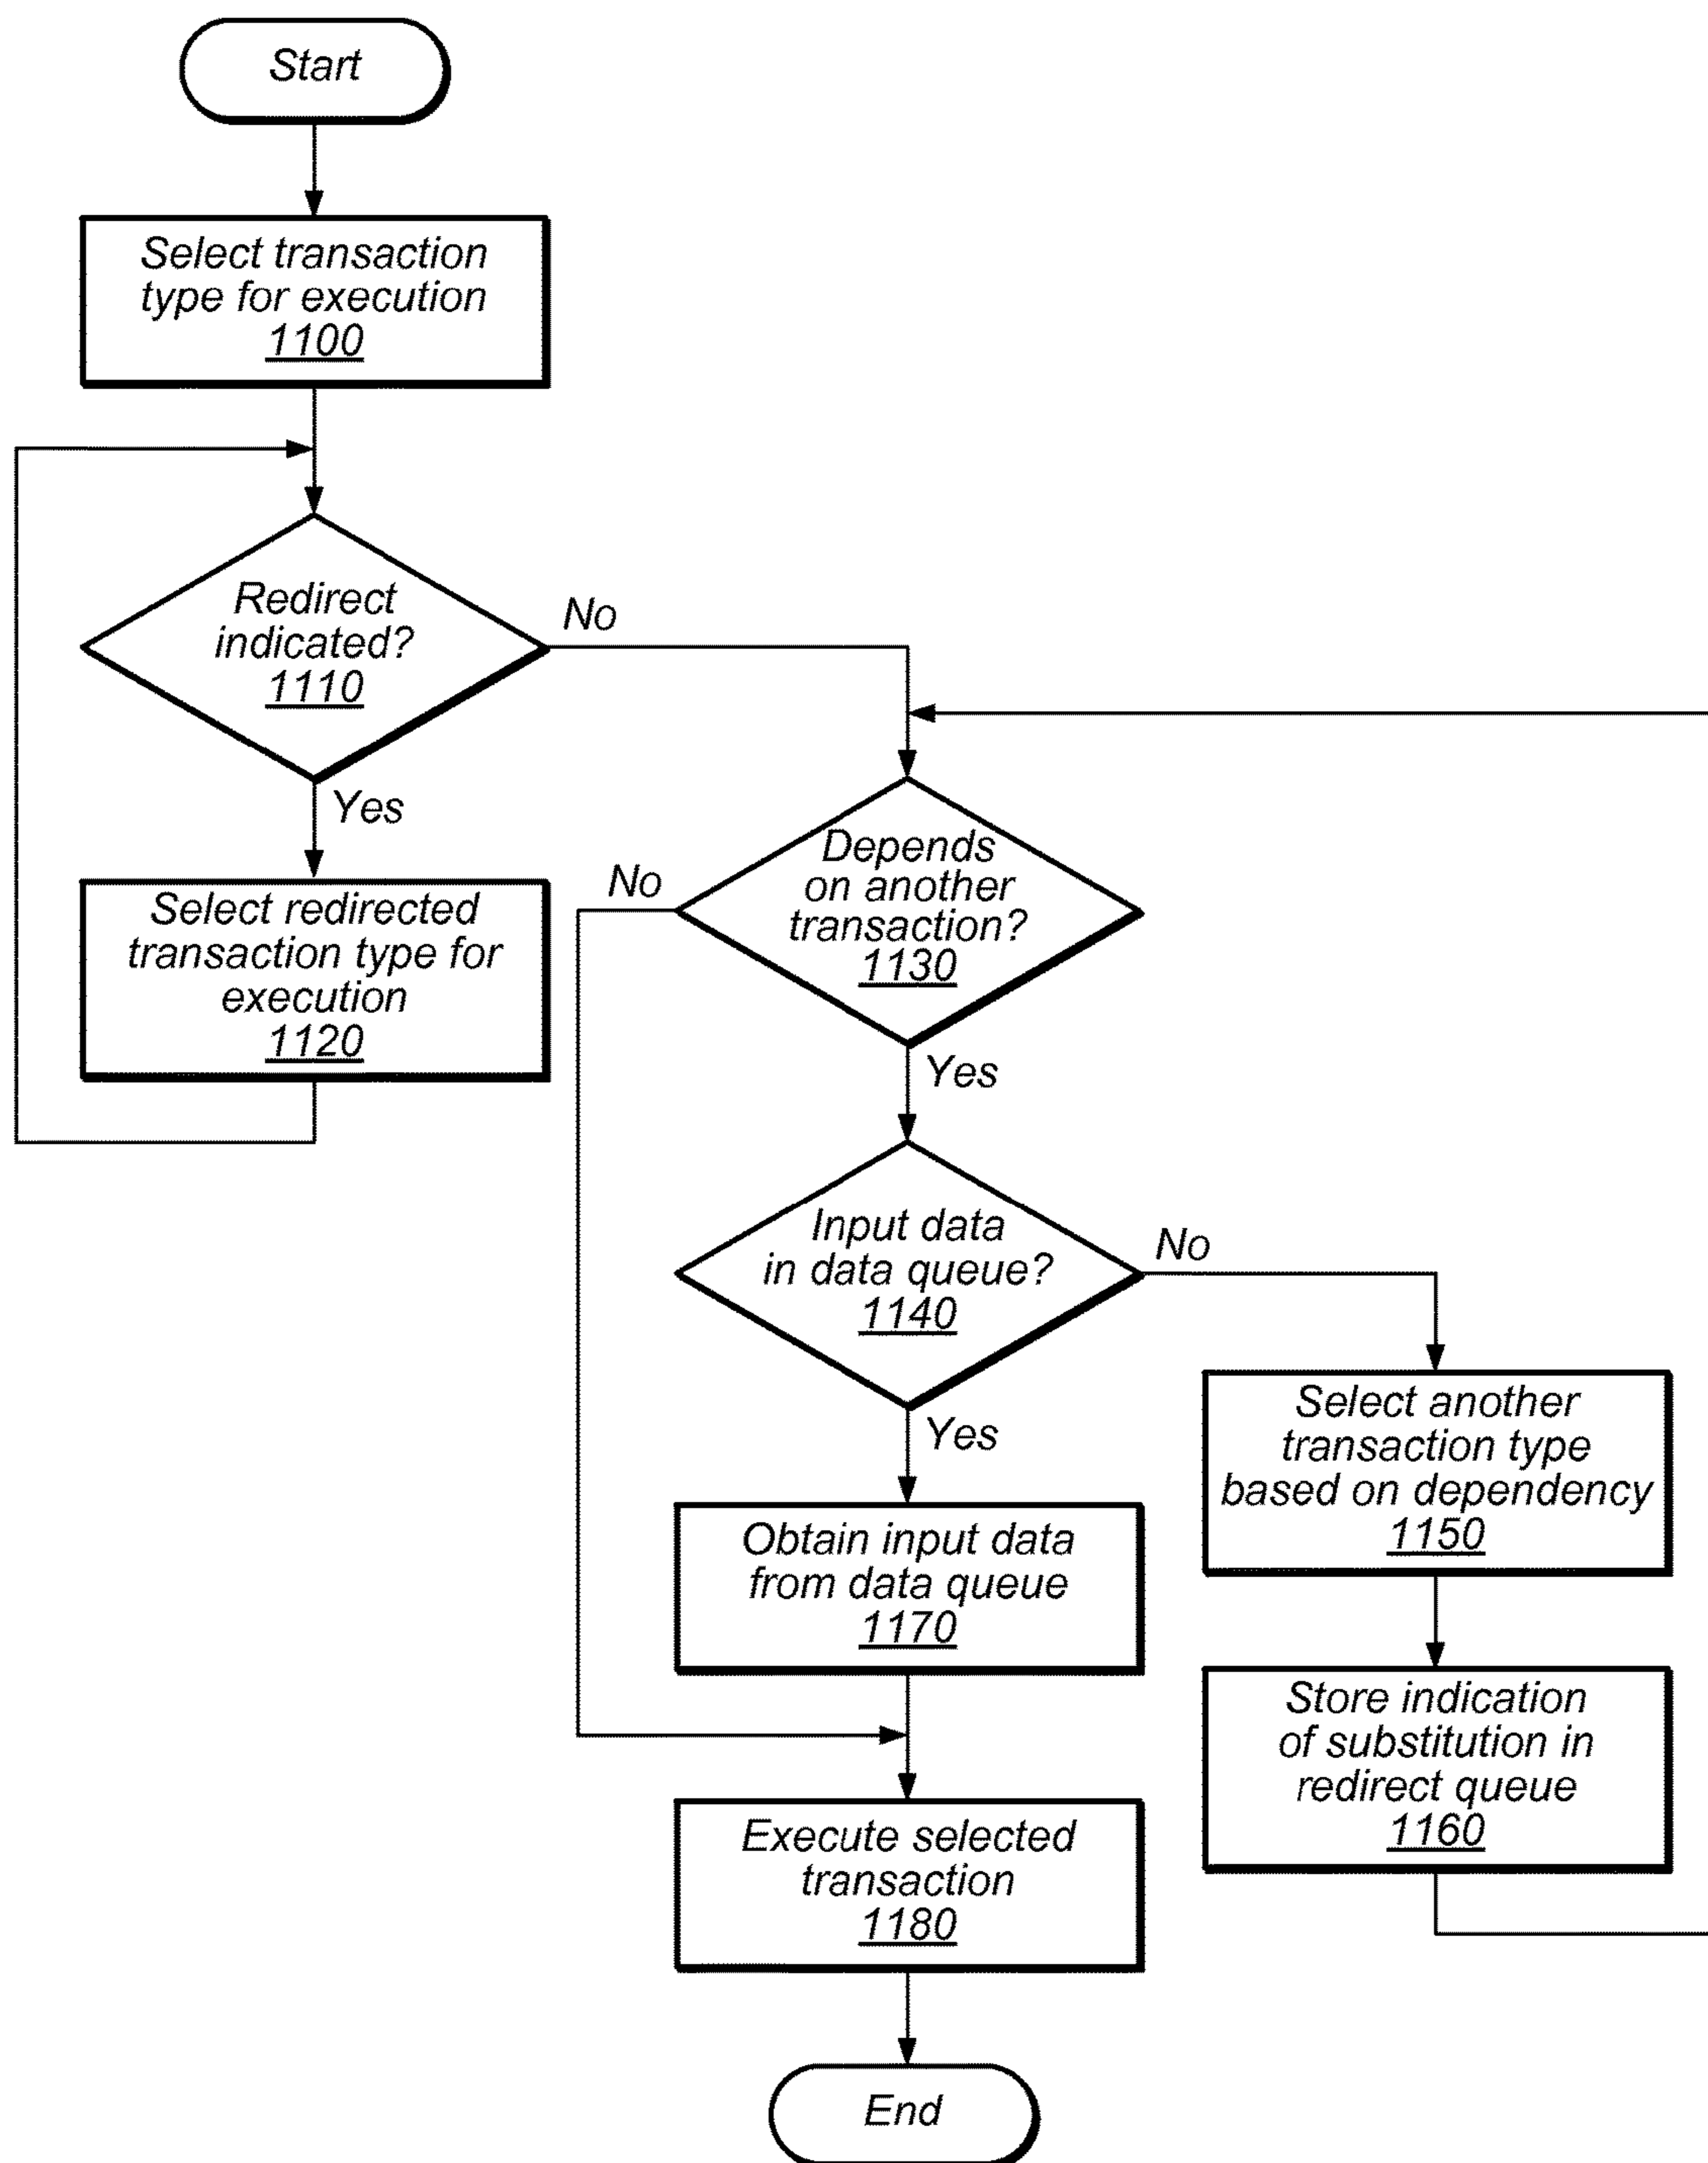 Start
Select transaction
type for execution
1100
Redirect
indicated?
1110
No
Yes
Select redirected
transaction type for
execution
1120
Depends
on another
transaction?
1130
No
Yes
Input data
in data queue?
1140
No
Yes
Select another
transaction type
based on dependency
1150
Store indication
of substitution in
redirect queue
1160
Obtain input data
from data queue
1170
Execute selected
transaction
1180
End